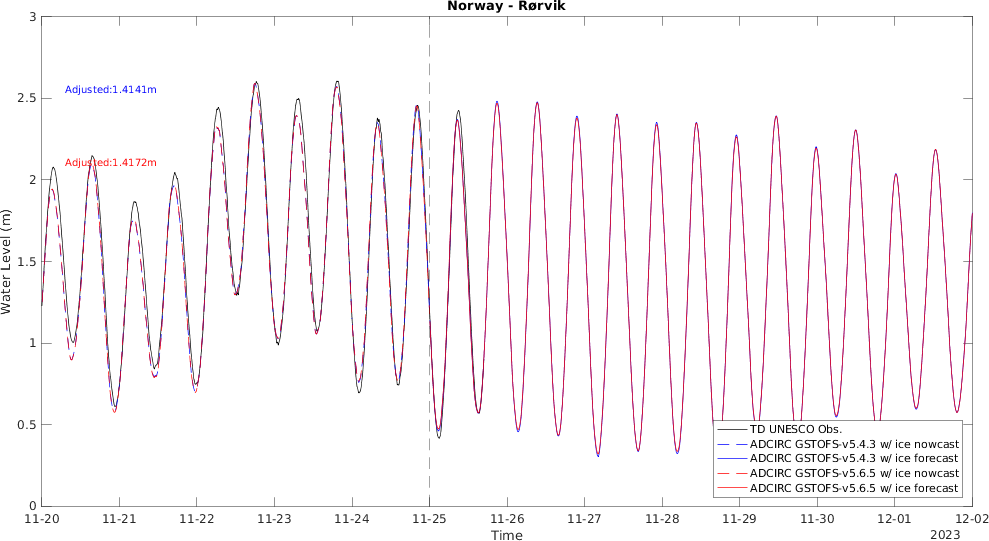 Norway - Rørvik
3
2.5
2
1.5
1
0.5
0
Water Level (m)
Adjusted:1.4141m
Adjusted:1.4172m
TD UNESCO Obs.
ADCIRC GSTOFS-v5.4.3 w/ ice nowcast
ADCIRC GSTOFS-v5.4.3 w/ ice forecast
ADCIRC GSTOFS-v5.6.5 w/ ice nowcast
ADCIRC GSTOFS-v5.6.5 w/ ice forecast
11-20 11-21 11-22 11-23 11-24 11-25 11-26 11-27 11-28 11-29 11-30 12-01 12-02
Time
2023